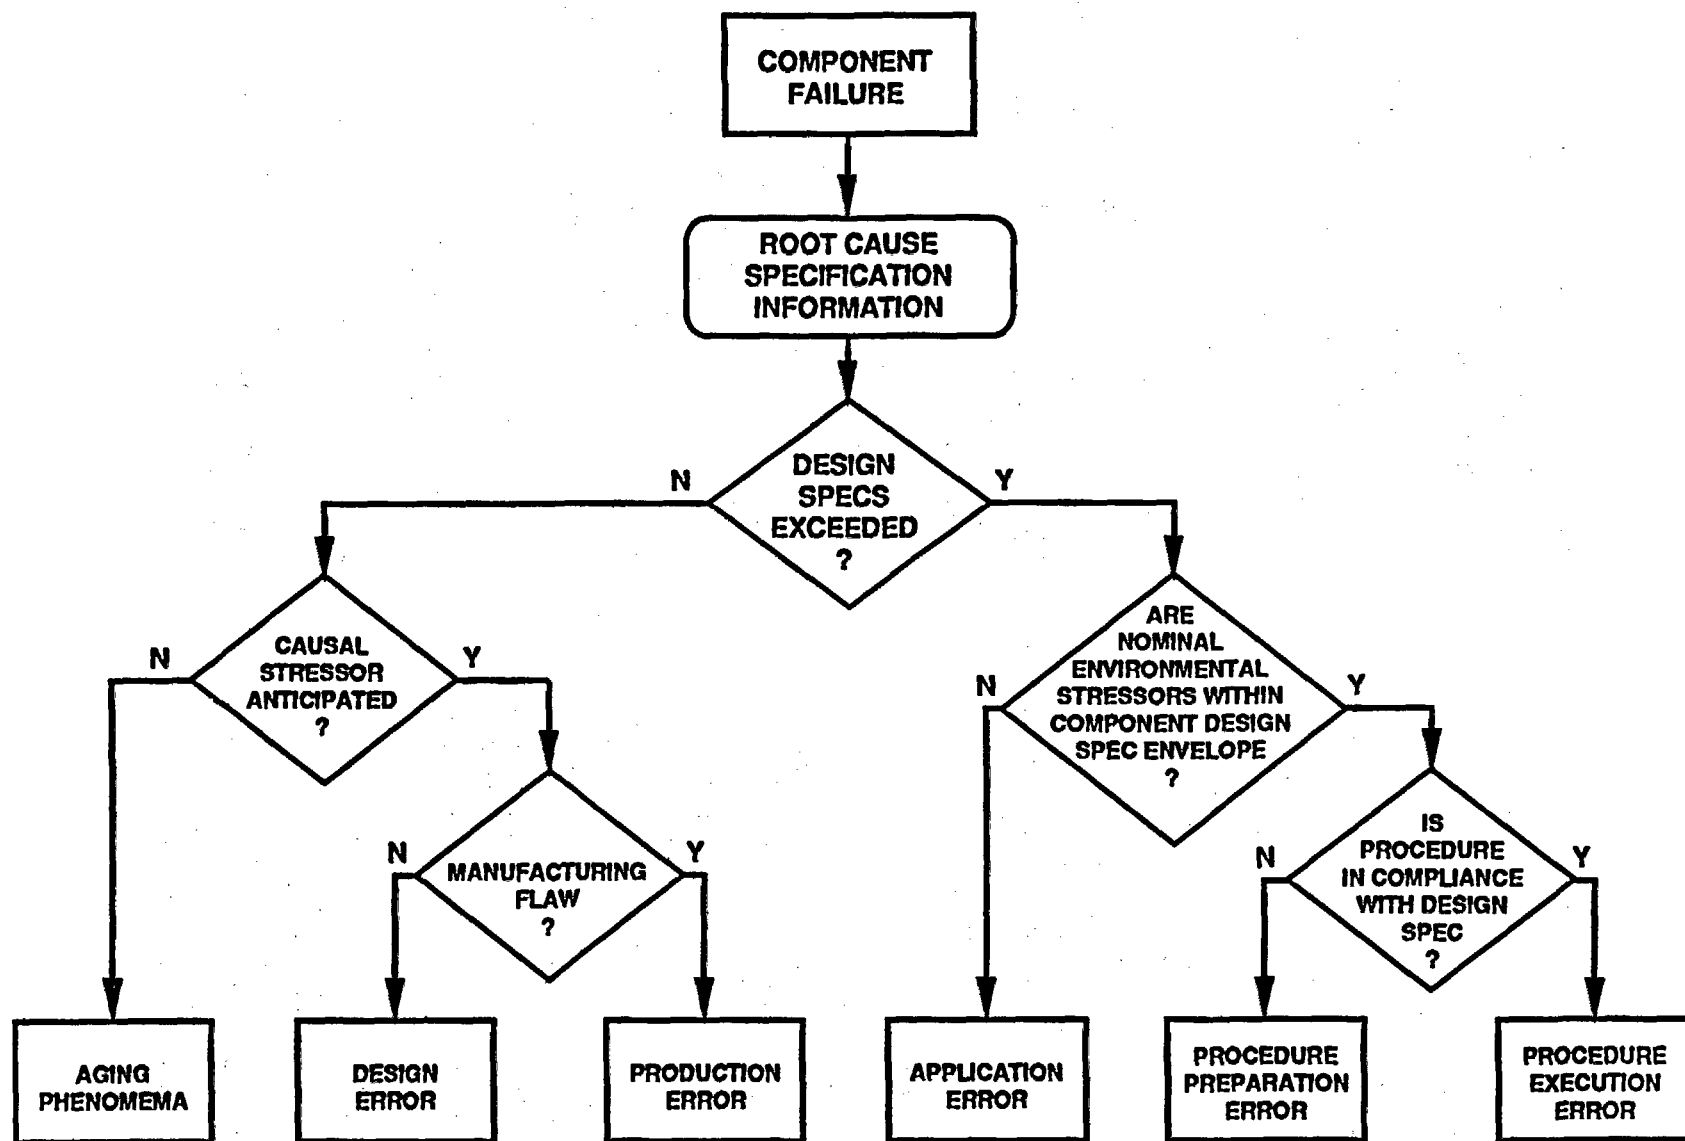 COMPONENT
FAILURE
ROOT CAUSE
SPECIFICATION
INFORMATION
DESIGN
SPECS
EXCEEDED
?
N
Y
CAUSAL
STRESSOR
ANTICIPATED
?
N
Y
ARE
NOMINAL
ENVIRONMENTAL
STRESSORS WITHIN
COMPONENT DESIGN
SPEC ENVELOPE
?
N
Y
MANUFACTURING
FLAW
?
N
Y
IS
PROCEDURE
IN COMPLIANCE
WITH DESIGN
SPEC
?
N
Y
AGING
PHENOMEMA
DESIGN
ERROR
PRODUCTION
ERROR
APPLICATION
ERROR
PROCEDURE
PREPARATION
ERROR
PROCEDURE
EXECUTION
ERROR